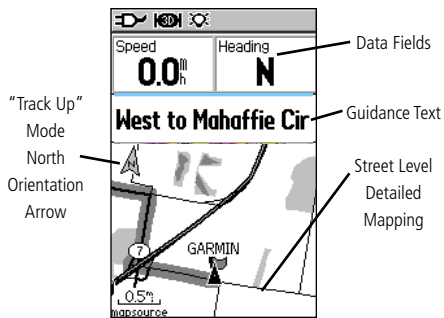 Speed
0.0 m h
Heading
N
West to Mahaffie Cir
GARMIN
7
0.5m
mapsource
Data Fields
Guidance Text
Street Level
Detailed
Mapping
"Track Up"
Mode
North
Orientation
Arrow